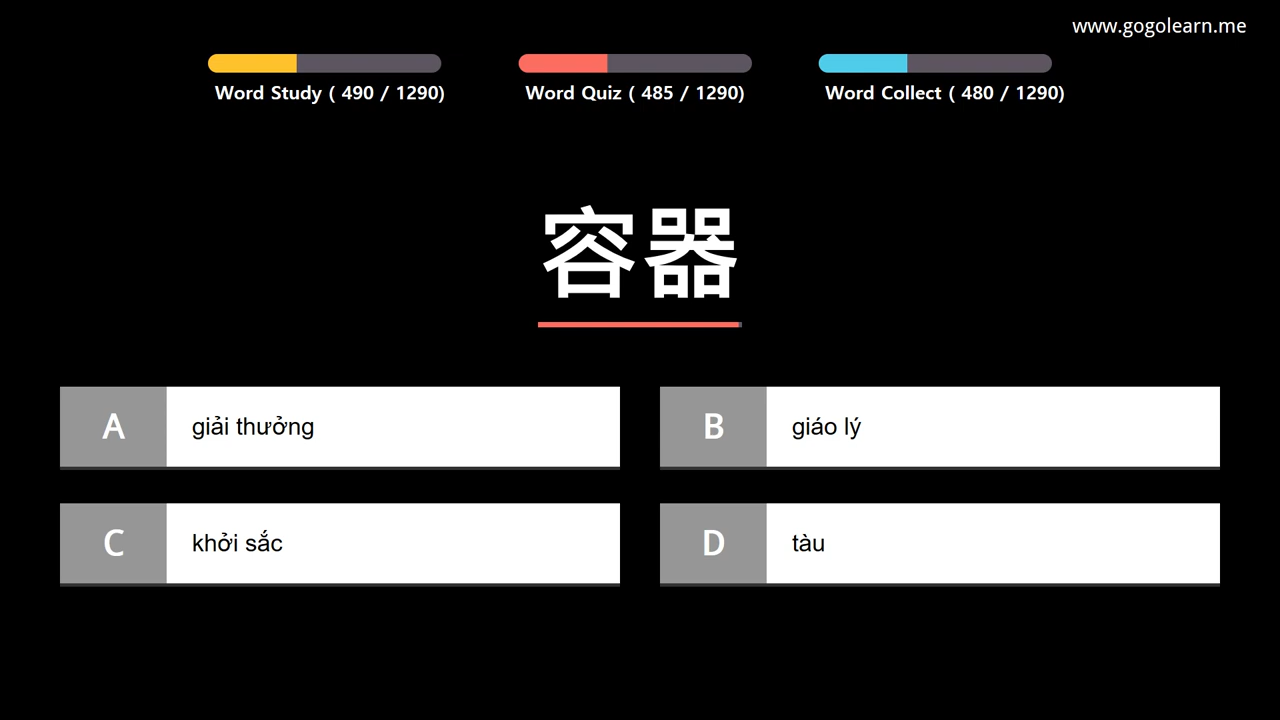 www.gogolearn.me
Word Study ( 490 / 1290)
Word Quiz ( 485 / 1290)
Word Collect ( 480 / 1290)
容器
A giải thưởng
B giáo lý
C khởi sắc
D tàu